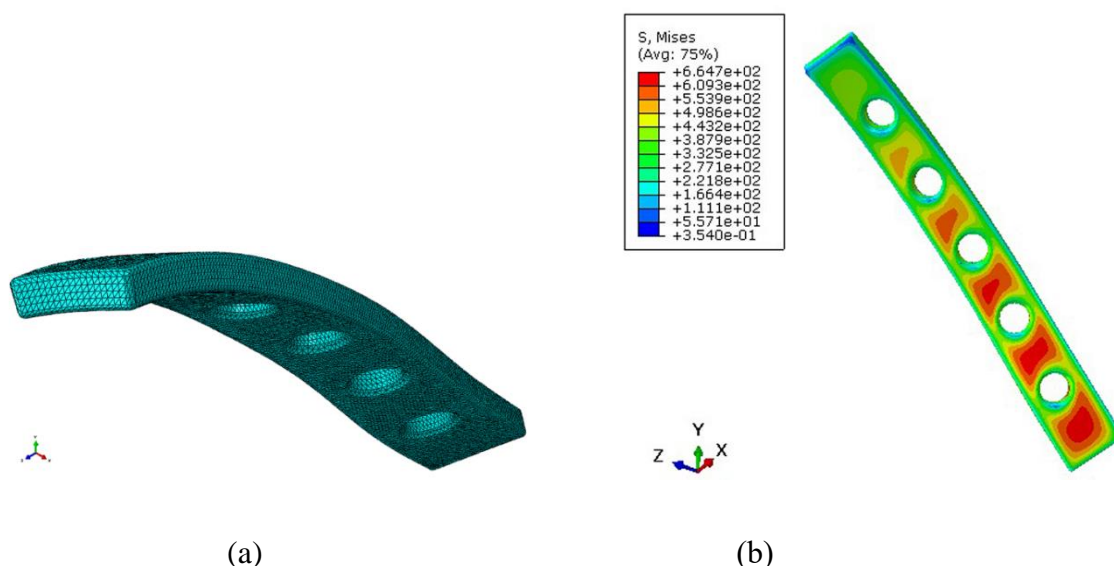 S, Mises
(Avg: 75%)
+6.647e+02
+6.093e+02
+5.539e+02
+4.986e+02
+4.432e+02
+3.879e+02
+3.325e+02
+2.771e+02
+2.218e+02
+1.664e+02
+1.111e+02
+5.571e+01
+3.540e-01
Y
Z X
(a) (b)